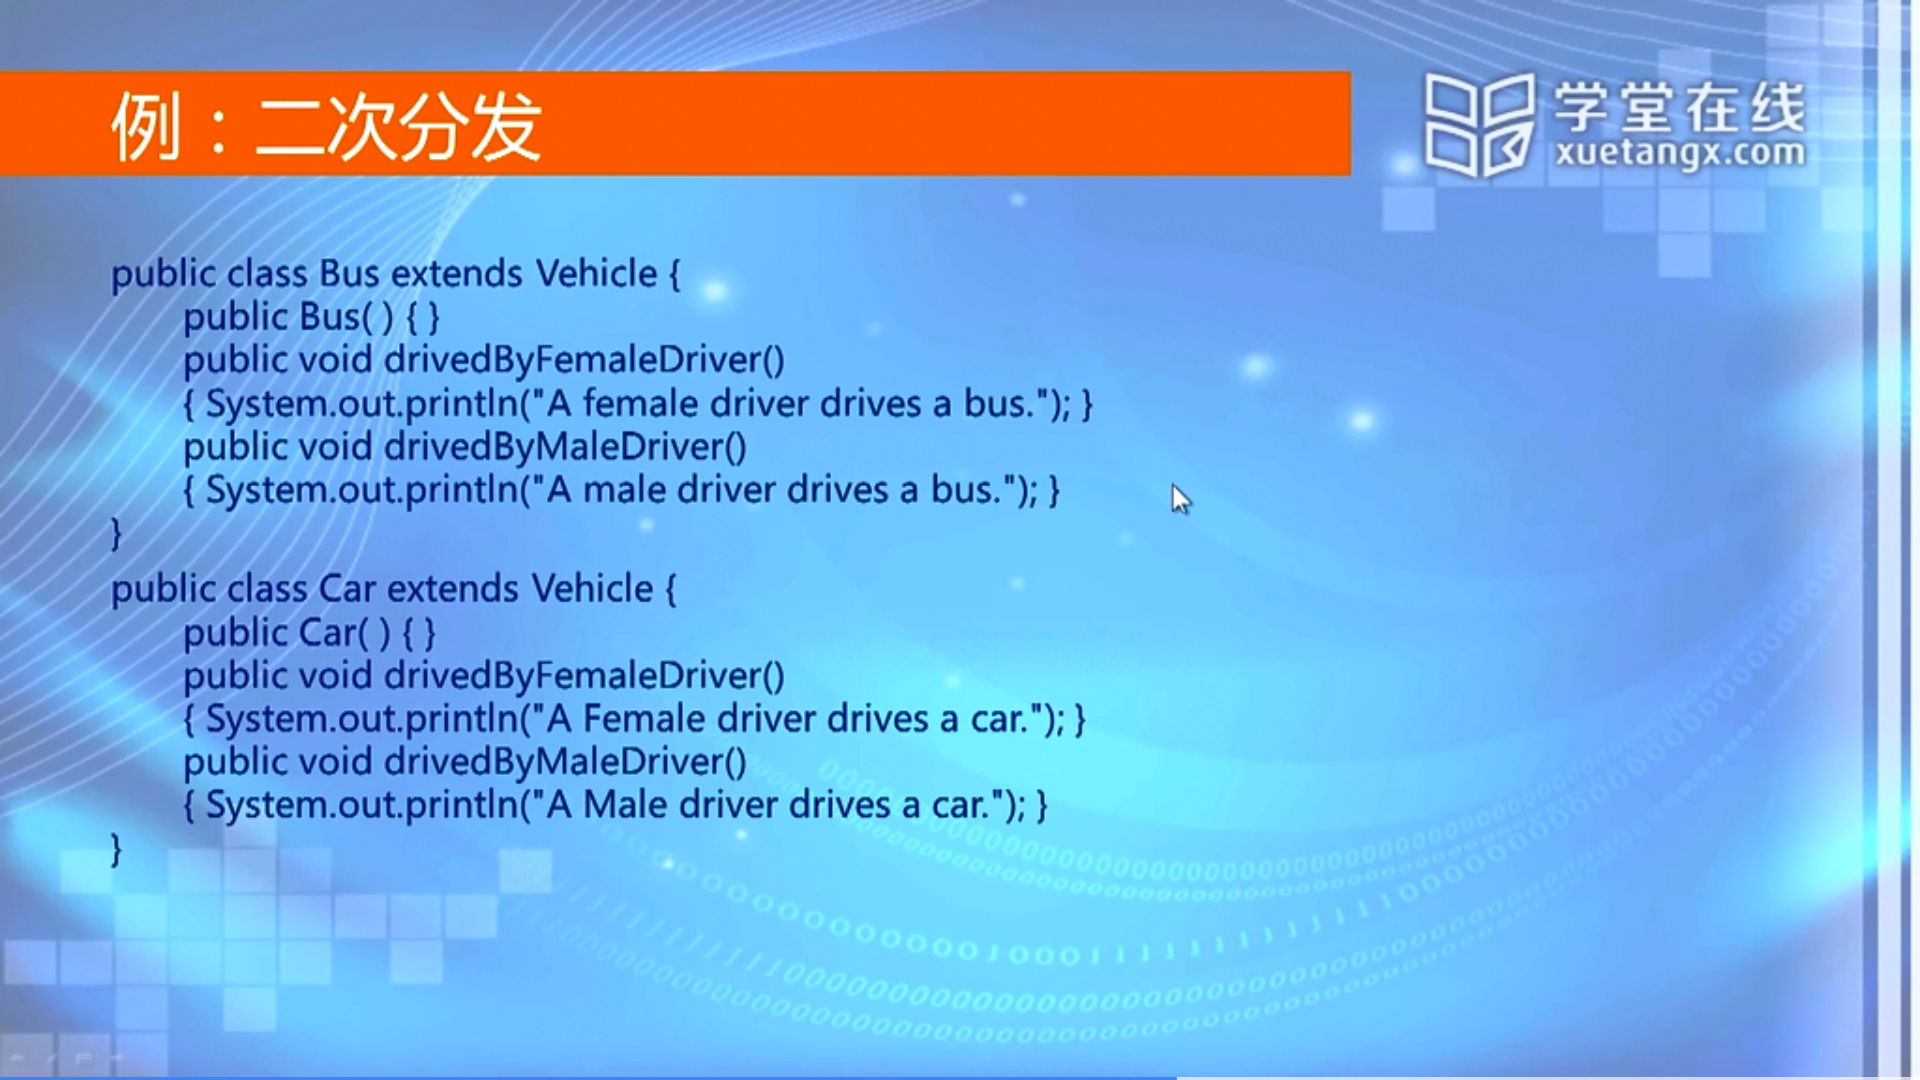 例：二次分发
学堂在线
xuetangx.com
public class Bus extends Vehicle {
public Bus( ) { }
public void drivedByFemaleDriver()
{ System.out.println("A female driver drives a bus."); }
public void drivedByMaleDriver()
{ System.out.println("A male driver drives a bus."); }
}
public class Car extends Vehicle {
public Car( ) { }
public void drivedByFemaleDriver()
{ System.out.println("A Female driver drives a car."); }
public void drivedByMaleDriver()
{ System.out.println("A Male driver drives a car."); }
}